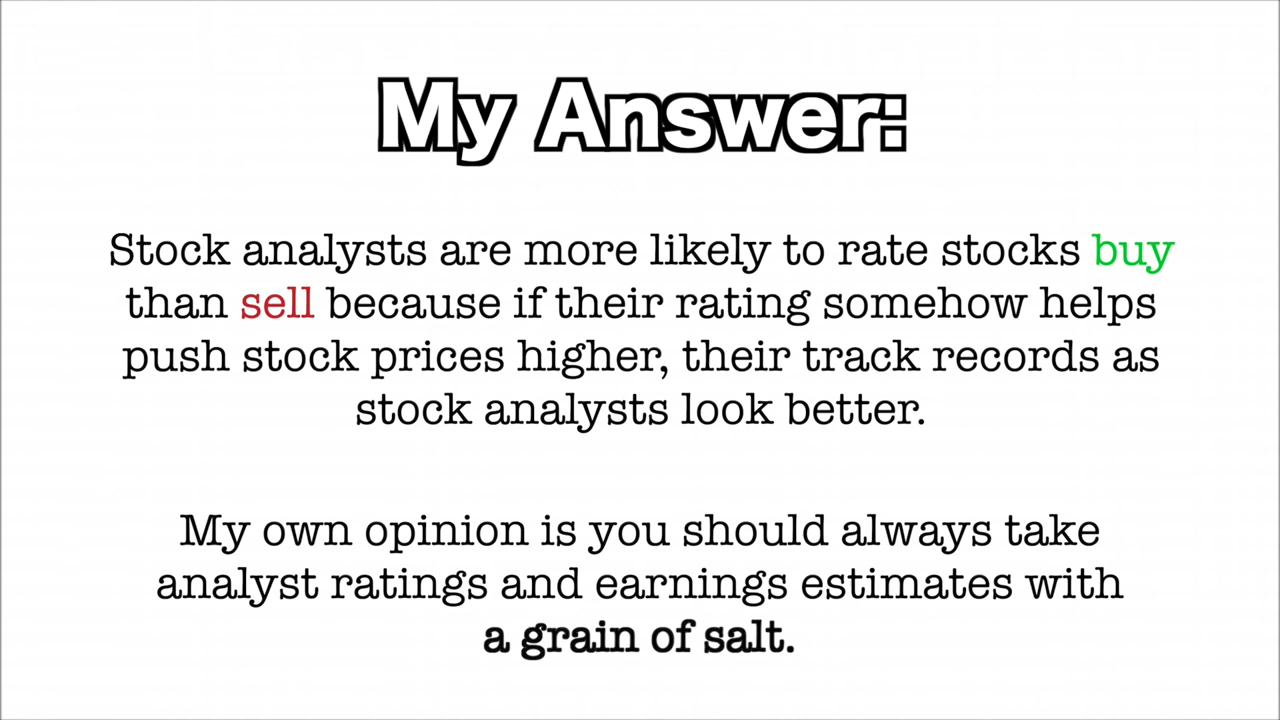 My Answer:
Stock analysts are more likely to rate stocks buy
than sell because if their rating somehow helps
push stock prices higher, their track records as
stock analysts look better.
My own opinion is you should always take
analyst ratings and earnings estimates with
a grain of salt.